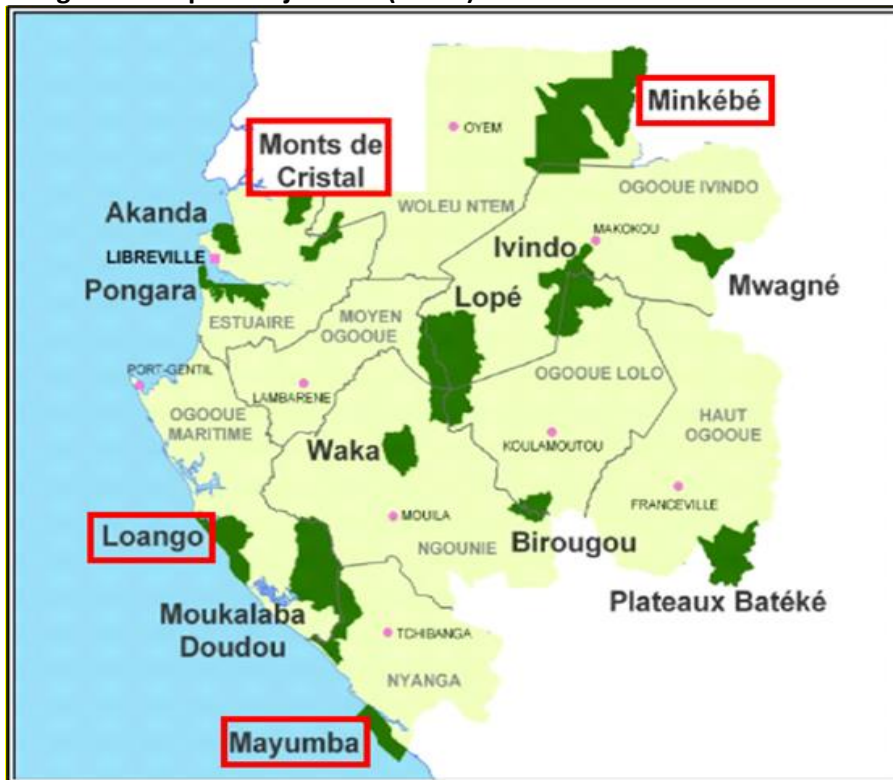 Minkébé
OYEM
Monts de
Cristal
OGOOUE IVINDO
WOLEU NTEM
Akanda
MAKOKOU
Ivindo
LIBREVILLE
Mwagné
Pongara
Lopé
MOYEN
OGOOUE
ESTUAIRE
PORT-GENTIL
OGOOUE LOLO
LAMBARENE
OGOOUE
MARITIME
HAUT
OGOOUE
Waka
KOULAMOUTOU
FRANCEVILLE
MOUILA
Loango
NGOUNIE
Birougou
Plateaux Batéké
Moukalaba
Doudou
TCHIBANGA
NYANGA
Mayumba